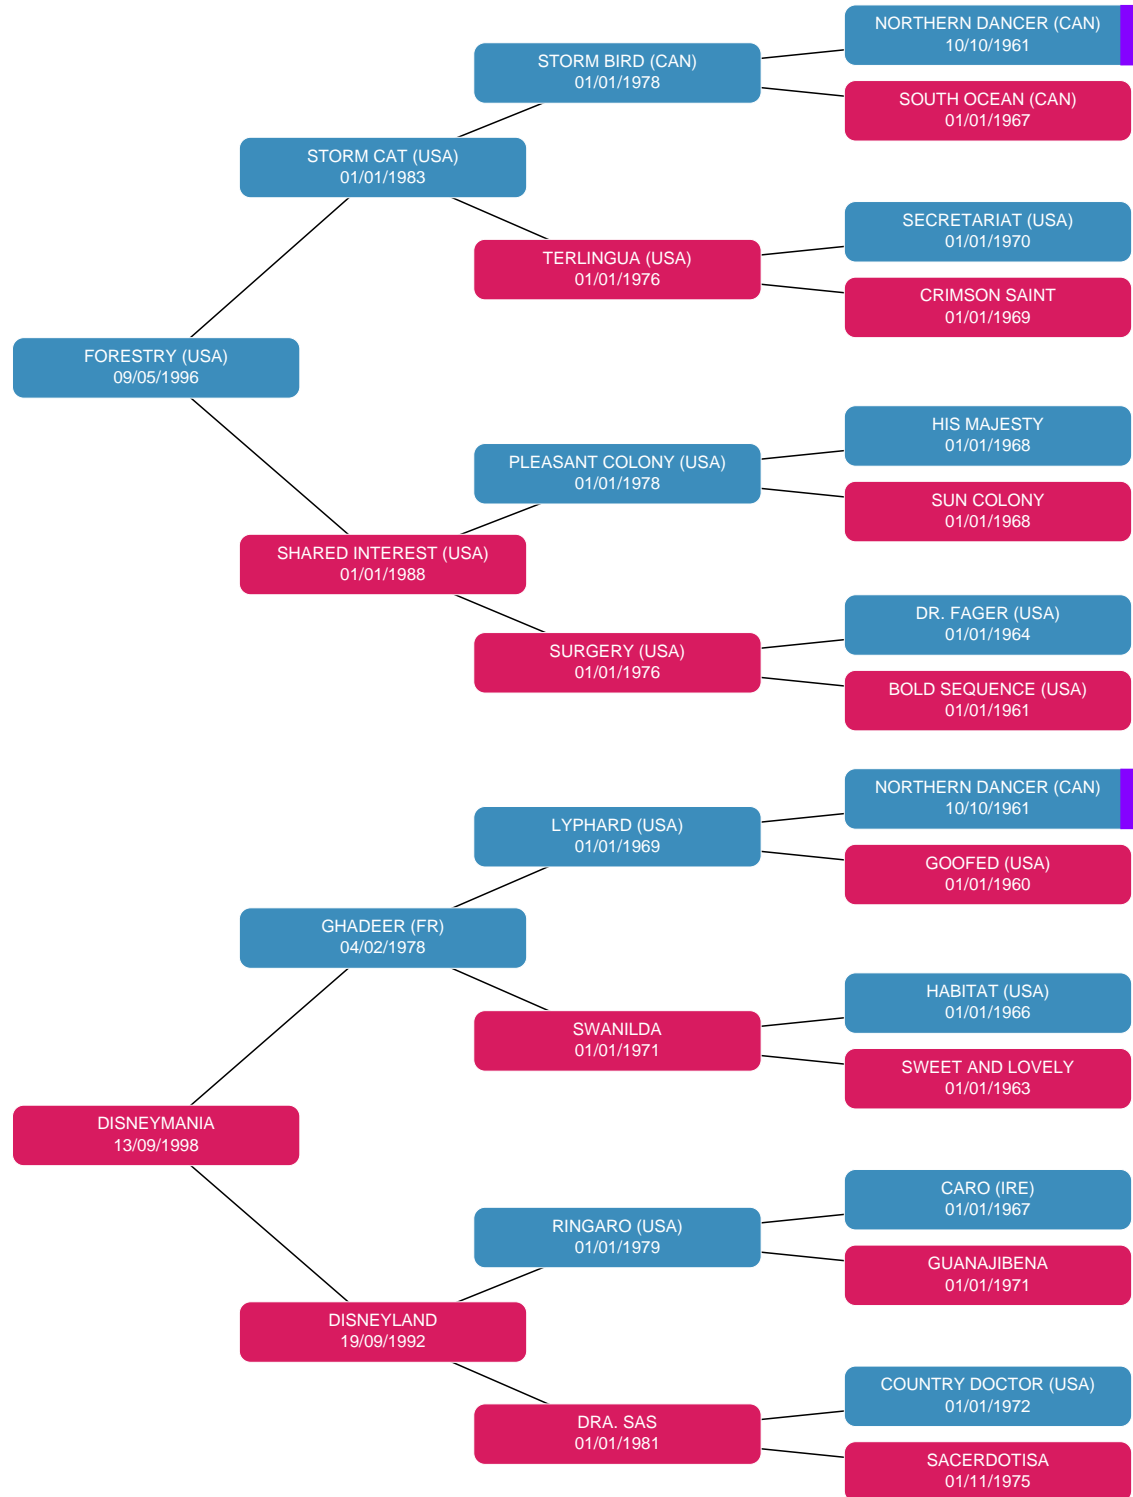 NORTHERN DANCER (CAN)
10/10/1961
STORM BIRD (CAN)
01/01/1978
SOUTH OCEAN (CAN)
01/01/1967
STORM CAT (USA)
01/01/1983
SECRETARIAT (USA)
01/01/1970
TERLINGUA (USA)
01/01/1976
CRIMSON SAINT
01/01/1969
FORESTRY (USA)
09/05/1996
HIS MAJESTY
01/01/1968
PLEASANT COLONY (USA)
01/01/1978
SUN COLONY
01/01/1968
SHARED INTEREST (USA)
01/01/1988
DR. FAGER (USA)
01/01/1964
SURGERY (USA)
01/01/1976
BOLD SEQUENCE (USA)
01/01/1961
NORTHERN DANCER (CAN)
10/10/1961
LYPHARD (USA)
01/01/1969
GOOFED (USA)
01/01/1960
GHADEER (FR)
04/02/1978
HABITAT (USA)
01/01/1966
SWANILDA
01/01/1971
SWEET AND LOVELY
01/01/1963
DISNEYMANIA
13/09/1998
CARO (IRE)
01/01/1967
RINGARO (USA)
01/01/1979
GUANAJIBENA
01/01/1971
DISNEYLAND
19/09/1992
COUNTRY DOCTOR (USA)
01/01/1972
DRA. SAS
01/01/1981
SACERDOTISA
01/11/1975